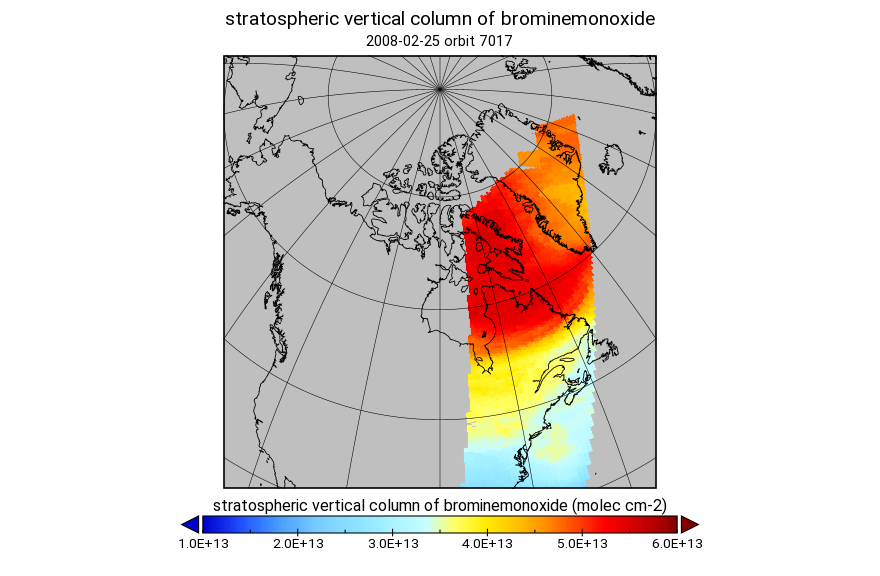 stratospheric vertical column of brominemonoxide
2008-02-25 orbit 7017
stratospheric vertical column of brominemonoxide (molec cm-2)
1.0E+13 2.0E+13 3.0E+13 4.0E+13 5.0E+13 6.0E+13